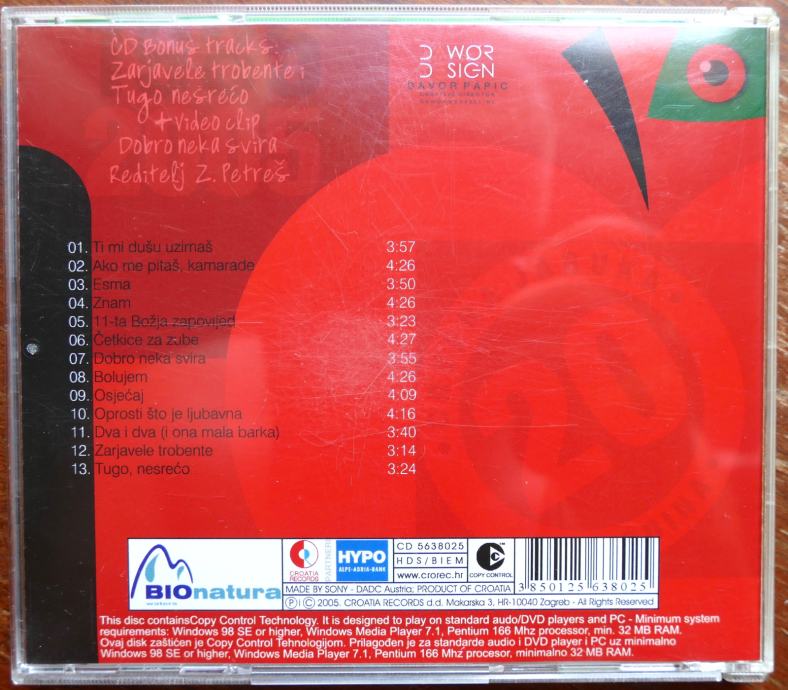 CD Bonus tracks:
Zarjavele trobente i
Tugo nesrećo
+ video clip
Dobro neka svira
Reditelj Z. Petreš
D WOR
D SIGN
DAVOR PAPIC
01. Ti mi dušu uzimaš 3:57
02. Ako me pitaš, kamarade 4:26
03. Esma 3:50
04. Znam 4:26
05. 11-ta Božja zapovijed 3:23
06. Četkice za zube 4:27
07. Dobro neka svira 3:55
08. Bolujem 4:26
09. Osjećaj 4:09
10. Oprosti što je ljubavna 4:16
11. Dva i dva (i ona mala barka) 3:40
12. Zarjavele trobente 3:14
13. Tugo, nesrećo 3:24
BIOnatura
CROATIA RECORDS
PARTNER
HYPO
ALPE-ADRIA-BANK
CD 5638025
HDS/BIEM
www.crorec.hr
COPY CONTROL
3 850125 638025
MADE BY SONY - DADC Austria; PRODUCT OF CROATIA
Ⓟ i Ⓒ 2005. CROATIA RECORDS d.d. Makarska 3, HR-10040 Zagreb - All Rights Reserved
This disc containsCopy Control Technology. It is designed to play on standard audo/DVD players and PC - Minimum system
requirements: Windows 98 SE or higher, Windows Media Player 7.1, Pentium 166 Mhz processor, min. 32 MB RAM.
Ovaj disk zašticen je Copy Control Tehnologijom. Prilagođen je za standarde audio i DVD player i PC uz minimalno
Windows 98 SE or higher, Windows Media Player 7.1, Pentium 166 Mhz procesor, minimalno 32 MB RAM.